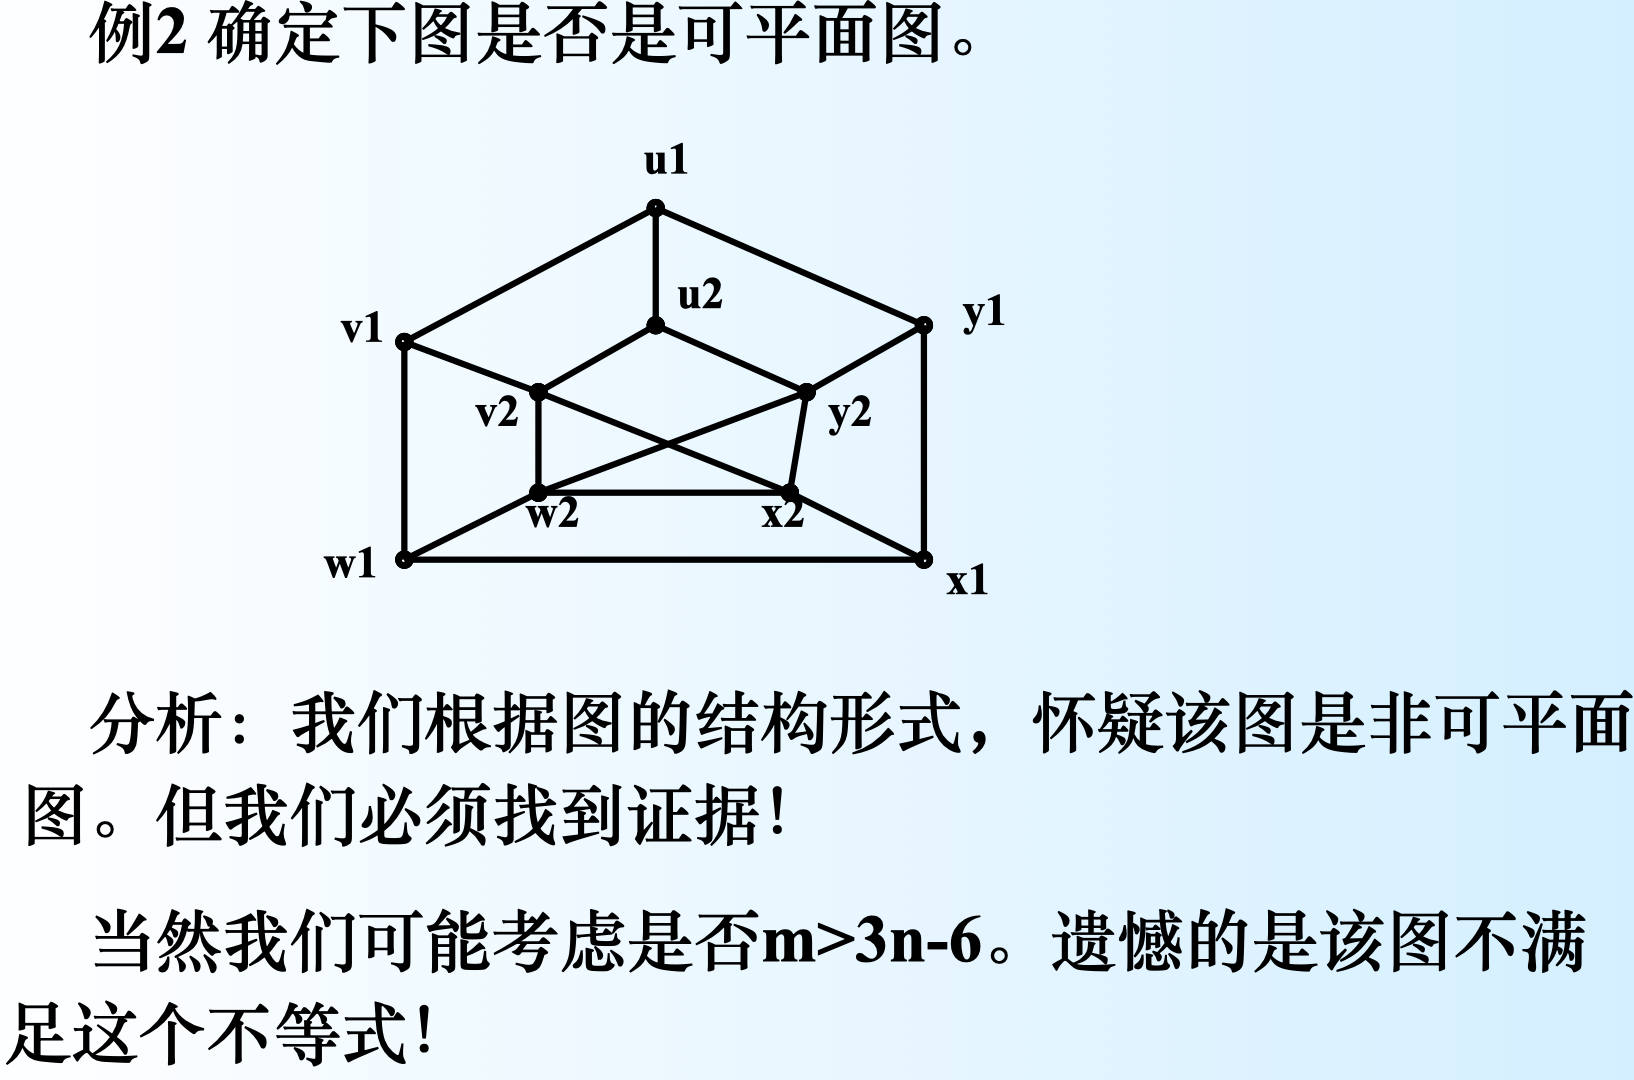 例2 确定下图是否是可平面图。
u1
u2
v1
y1
v2
y2
w2
x2
w1
x1
分析：我们根据图的结构形式，怀疑该图是非可平面
图。但我们必须找到证据！
当然我们可能考虑是否m>3n-6。遗憾的是该图不满
足这个不等式！